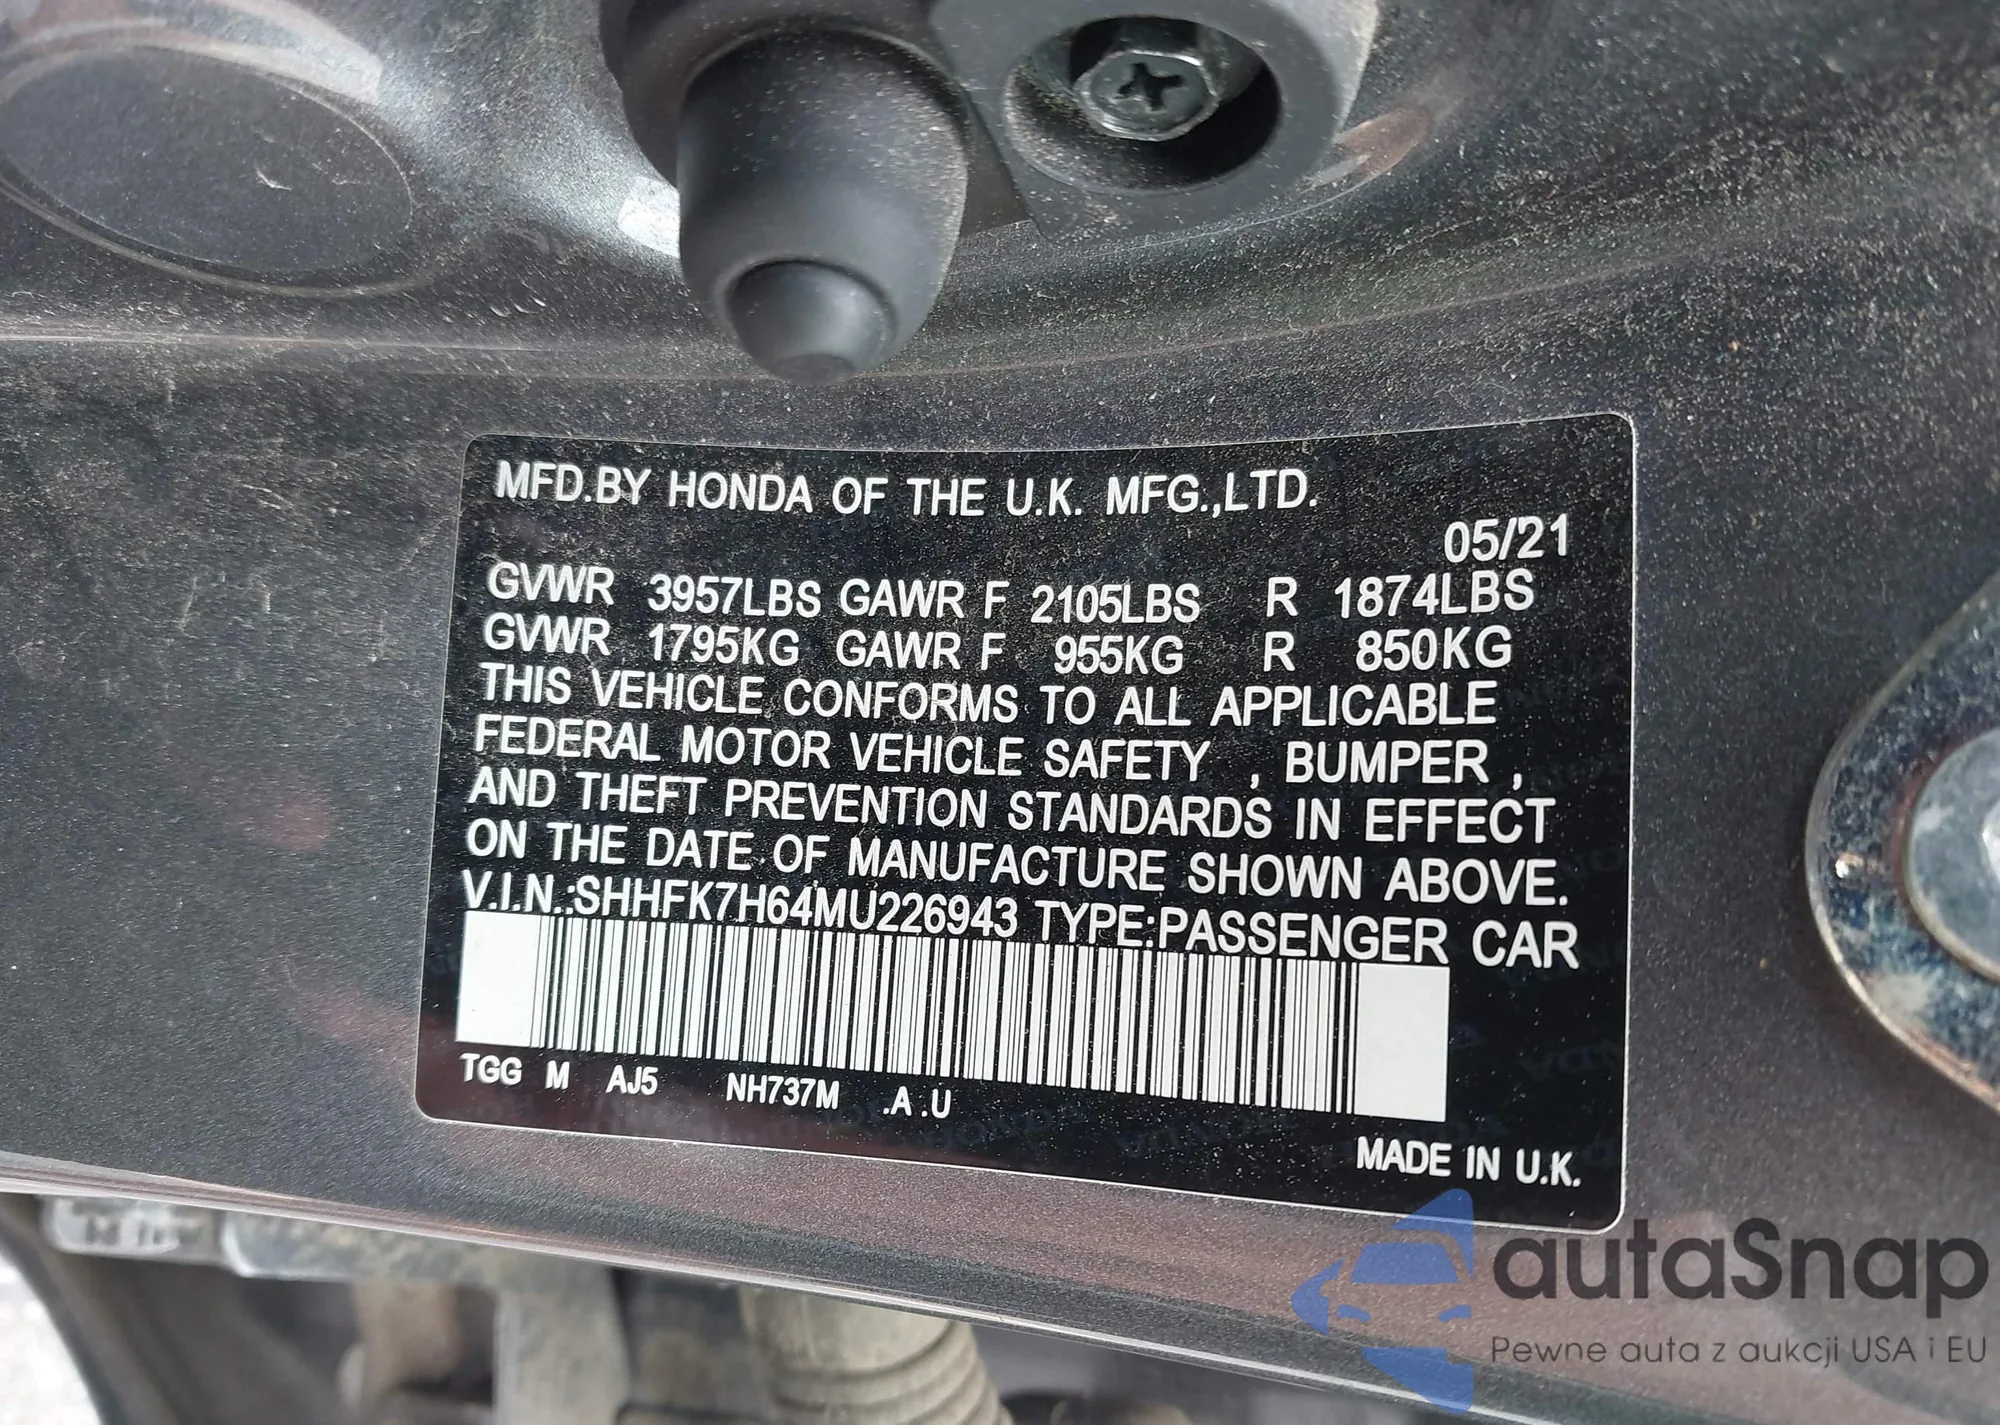 MFD.BY HONDA OF THE U.K. MFG.,LTD.
05/21
GVWR 3957LBS GAWR F 2105LBS R 1874LBS
GVWR 1795KG GAWR F 955KG R 850KG
THIS VEHICLE CONFORMS TO ALL APPLICABLE
FEDERAL MOTOR VEHICLE SAFETY , BUMPER ,
AND THEFT PREVENTION STANDARDS IN EFFECT
ON THE DATE OF MANUFACTURE SHOWN ABOVE.
V.I.N.:SHHFK7H64MU226943 TYPE:PASSENGER CAR
TGG M AJ5 NH737M .A .U
MADE IN U.K.
autaSnap
Pewne auta z aukcji USA i EU